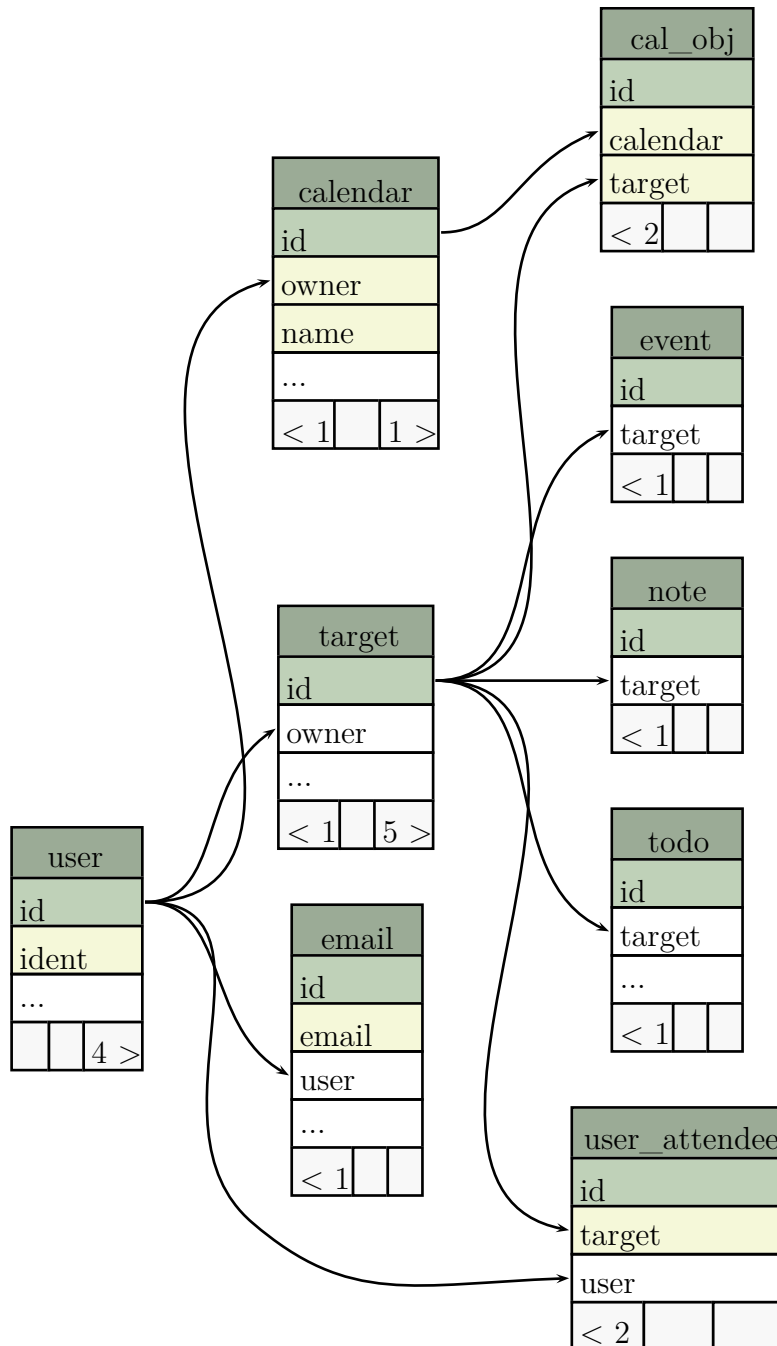 cal_obj
id
calendar
target
< 2
calendar
id
owner
name
...
< 1 1 >
event
id
target
< 1
note
id
target
< 1
target
id
owner
...
< 1 5 >
user
id
ident
...
4 >
todo
id
target
...
< 1
email
id
email
user
...
< 1
user_attendee
id
target
user
< 2